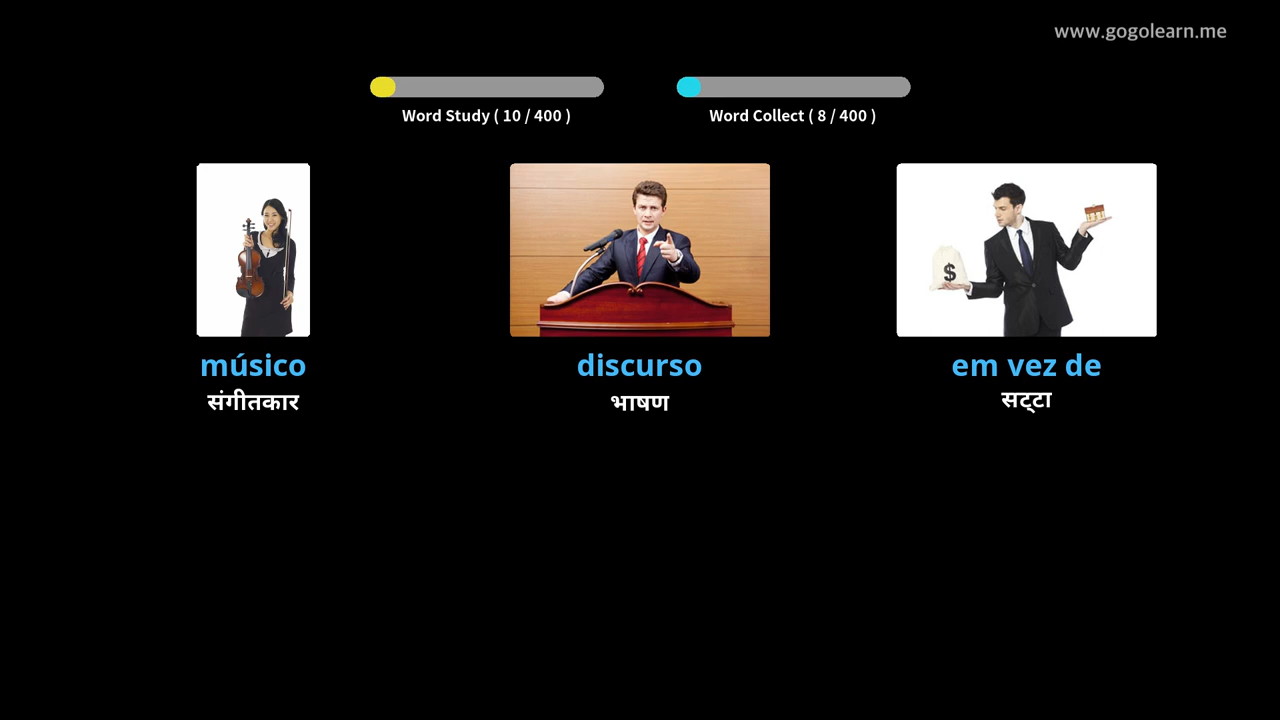 www.gogolearn.me
Word Study ( 10 / 400 )
Word Collect ( 8 / 400 )
$
músico
discurso
em vez de
संगीतकार
भाषण
सट्टा